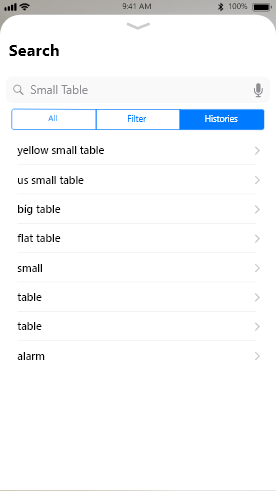 9:41 AM
100%
Search
Small Table
All
Filter
Histories
yellow small table
us small table
big table
flat table
small
table
table
alarm